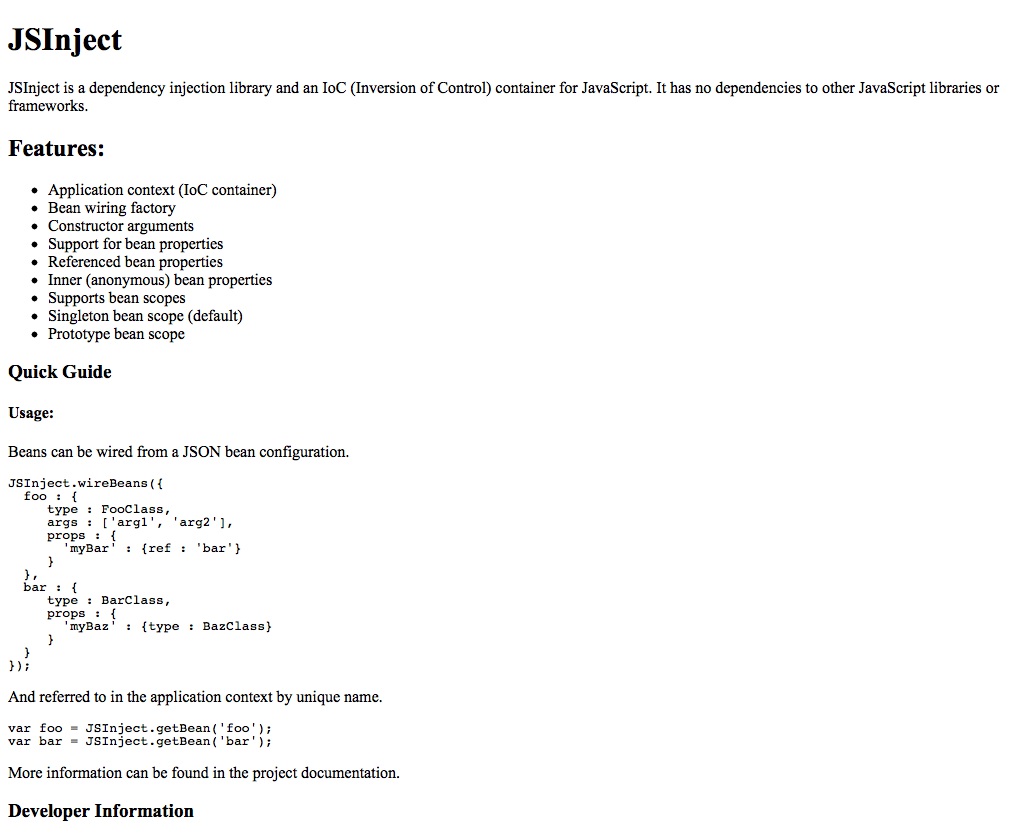 JSInject
JSInject is a dependency injection library and an IoC (Inversion of Control) container for JavaScript. It has no dependencies to other JavaScript libraries or
frameworks.
Features:
• Application context (IoC container)
• Bean wiring factory
• Constructor arguments
• Support for bean properties
• Referenced bean properties
• Inner (anonymous) bean properties
• Supports bean scopes
• Singleton bean scope (default)
• Prototype bean scope
Quick Guide
Usage:
Beans can be wired from a JSON bean configuration.
JSInject.wireBeans({
  foo : {
     type : FooClass,
     args : ['arg1', 'arg2'],
     props : {
       'myBar' : {ref : 'bar'}
     }
  },
  bar : {
     type : BarClass,
     props : {
       'myBaz' : {type : BazClass}
     }
  }
});
And referred to in the application context by unique name.
var foo = JSInject.getBean('foo');
var bar = JSInject.getBean('bar');
More information can be found in the project documentation.
Developer Information